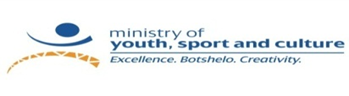 ministry of
youth, sport and culture
Excellence. Botshelo. Creativity.